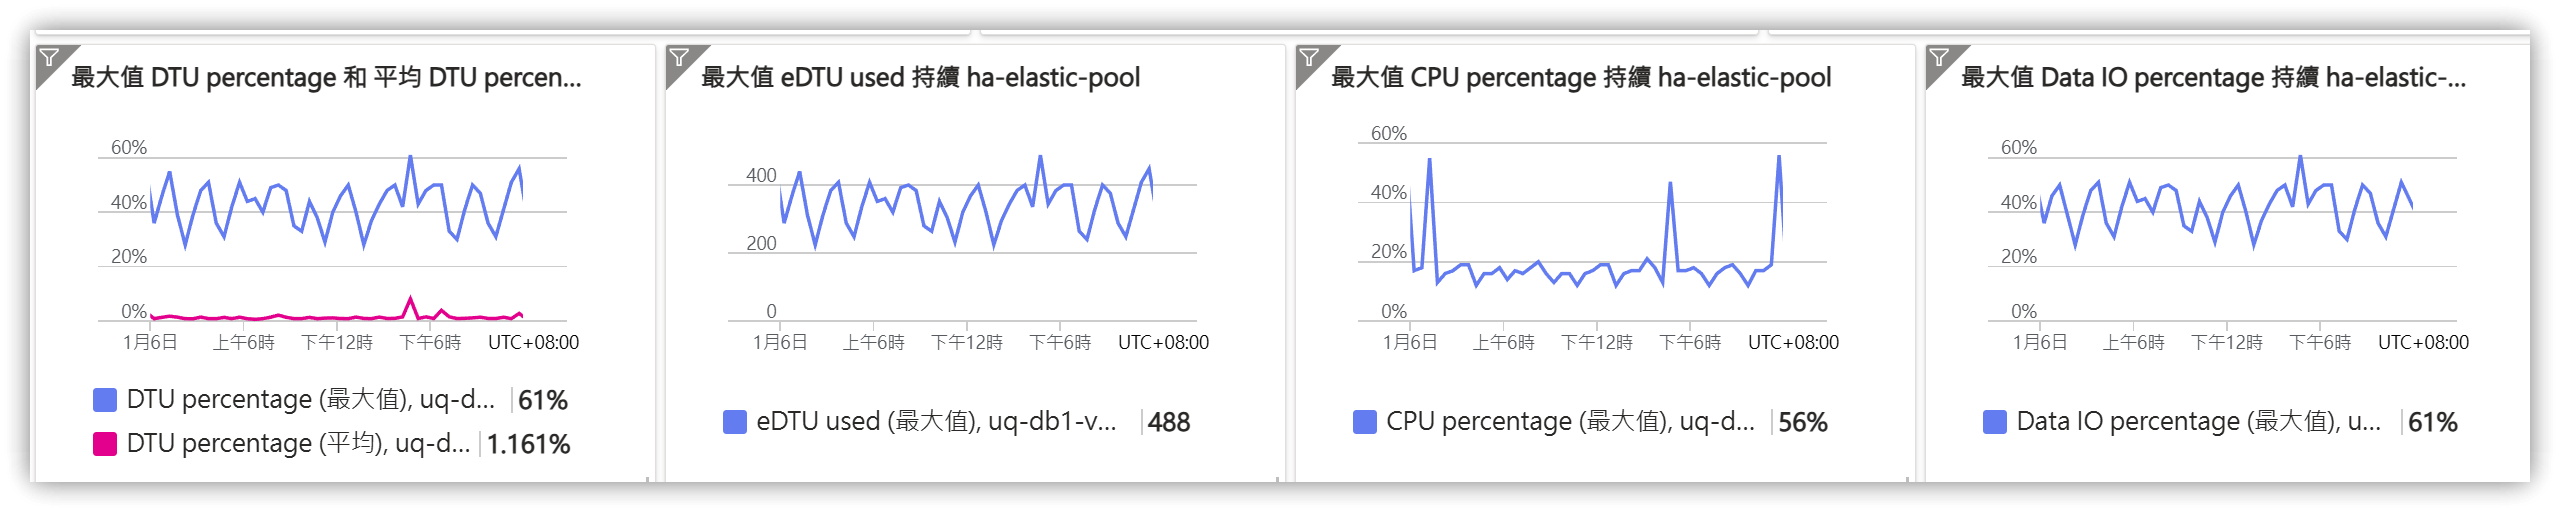 最大值 DTU percentage 和 平均 DTU percen...
60%
40%
20%
0%
1月6日 上午6時 下午12時 下午6時 UTC+08:00
DTU percentage (最大值), uq-d... 61%
DTU percentage (平均), uq-d... 1.161%
最大值 eDTU used 持續 ha-elastic-pool
400
200
0
1月6日 上午6時 下午12時 下午6時 UTC+08:00
eDTU used (最大值), uq-db1-v... 488
最大值 CPU percentage 持續 ha-elastic-pool
60%
40%
20%
0%
1月6日 上午6時 下午12時 下午6時 UTC+08:00
CPU percentage (最大值), uq-d... 56%
最大值 Data IO percentage 持續 ha-elastic-...
60%
40%
20%
0%
1月6日 上午6時 下午12時 下午6時 UTC+08:00
Data IO percentage (最大值), u... 61%